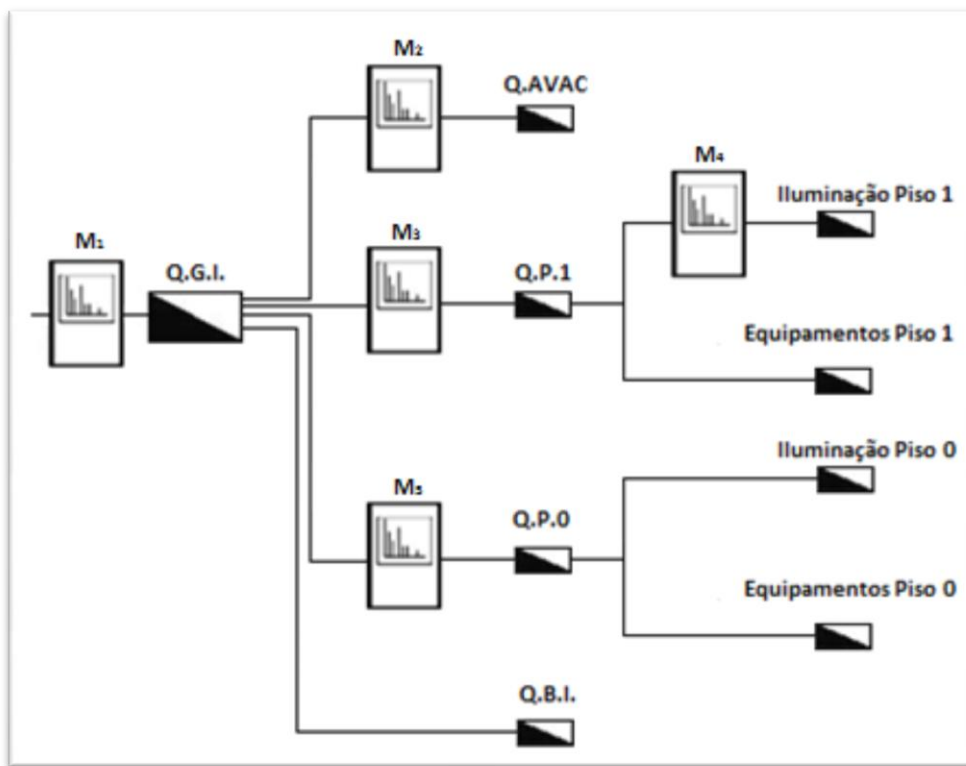 M₂
Q.AVAC
M₄
Iluminação Piso 1
M₁
Q.G.I.
M₃
Q.P.1
Equipamentos Piso 1
Iluminação Piso 0
M₅
Q.P.0
Equipamentos Piso 0
Q.B.I.